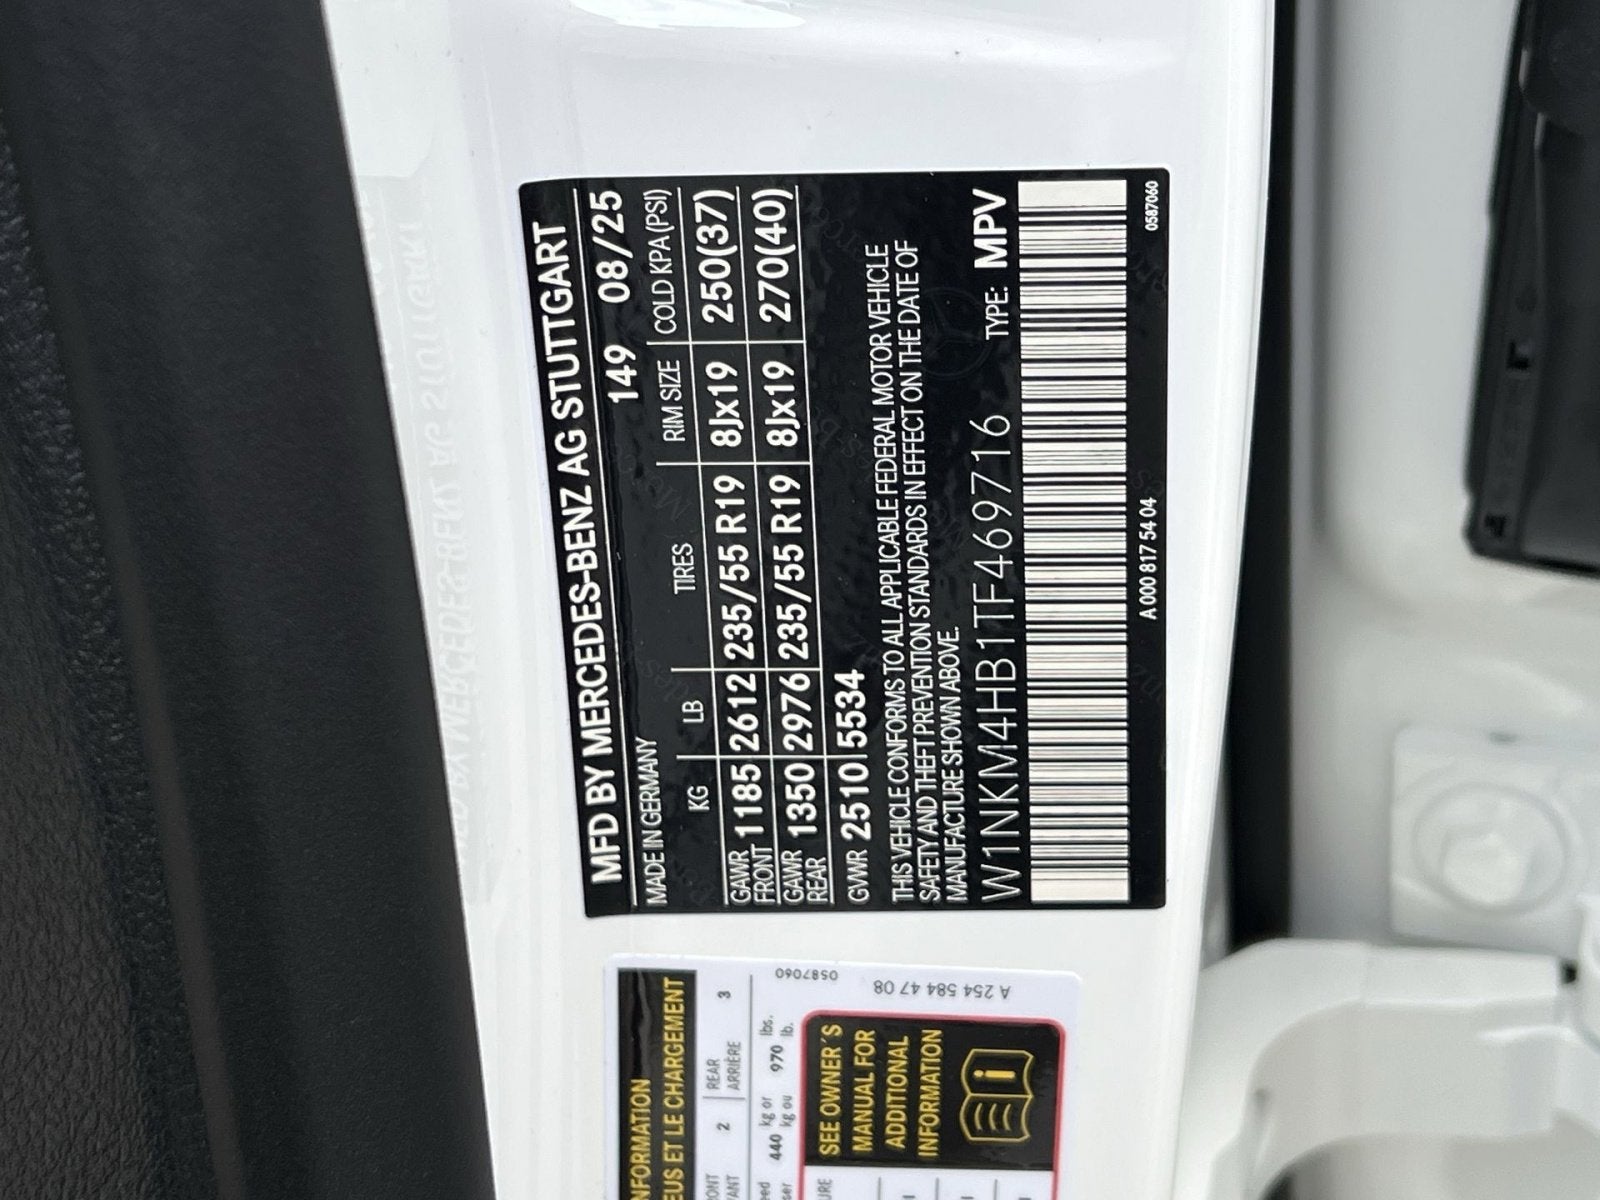 MFD BY MERCEDES-BENZ AG STUTTGART
MADE IN GERMANY 149 08/25
KG LB TIRES RIM SIZE COLD KPA(PSI)
GAWR FRONT 1185 2612 235/55 R19 8Jx19 250(37)
GAWR REAR 1350 2976 235/55 R19 8Jx19 270(40)
GVWR 2510 5534
THIS VEHICLE CONFORMS TO ALL APPLICABLE FEDERAL MOTOR VEHICLE
SAFETY AND THEFT PREVENTION STANDARDS IN EFFECT ON THE DATE OF
MANUFACTURE SHOWN ABOVE.
W1NKM4HB1TF469716 TYPE: MPV
A 000 817 54 04 0587060
NFORMATION
EUS ET LE CHARGEMENT
2 REAR 3
ARRIÈRE
440 kg or 970 lbs.
kg ou lb.
0587060
SEE OWNER'S
MANUAL FOR
ADDITIONAL
INFORMATION
A 254 584 47 08